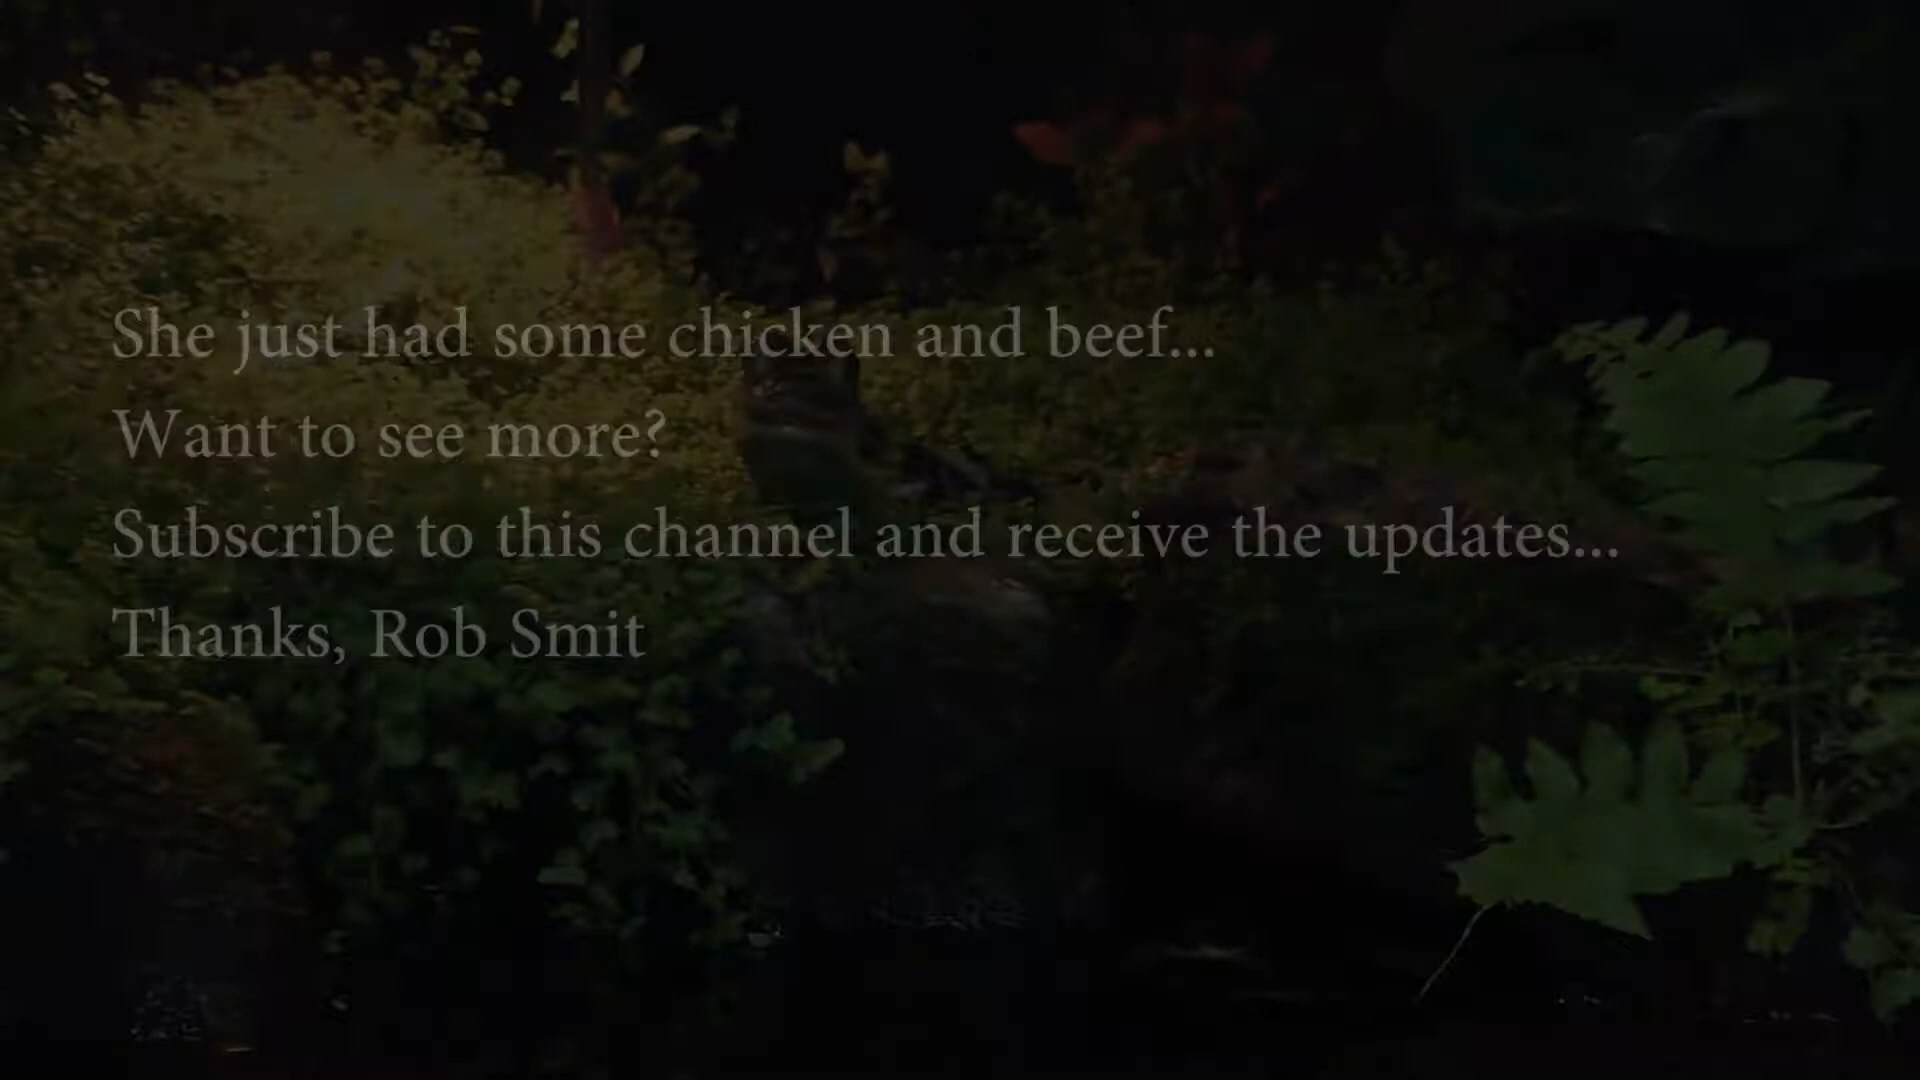 She just had some chicken and beef...
Want to see more?
Subscribe to this channel and receive the updates...
Thanks, Rob Smit